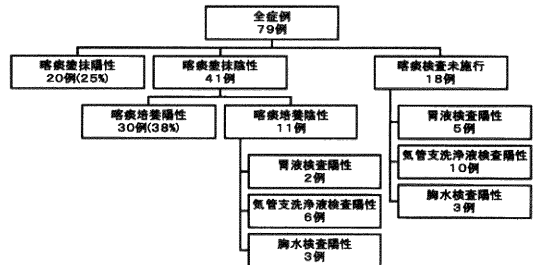 全症例
79例
喀痰塗抹陽性
20例(25%)
喀痰塗抹陰性
41例
喀痰検査未施行
18例
喀痰培養陽性
30例(38%)
喀痰培養陰性
11例
胃液検査陽性
5例
気管支洗浄液検査陽性
10例
胸水検査陽性
3例
胃液検査陽性
2例
気管支洗浄液検査陽性
6例
胸水検査陽性
3例